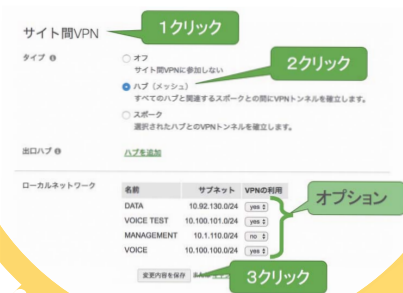 サイト間VPN
1クリック
タイプ
オフ
サイト間VPNに参加しない
2クリック
ハブ（メッシュ）
すべてのハブと関連するスポークとの間にVPNトンネルを確立します。
スポーク
選択されたハブとのVPNトンネルを確立します。
出口ハブ
ハブを追加
ローカルネットワーク
名前 サブネット VPNの利用
DATA 10.92.130.0/24 yes
VOICE TEST 10.100.101.0/24 yes
MANAGEMENT 10.1.110.0/24 no
VOICE 10.100.100.0/24 yes
オプション
変更内容を保存
3クリック